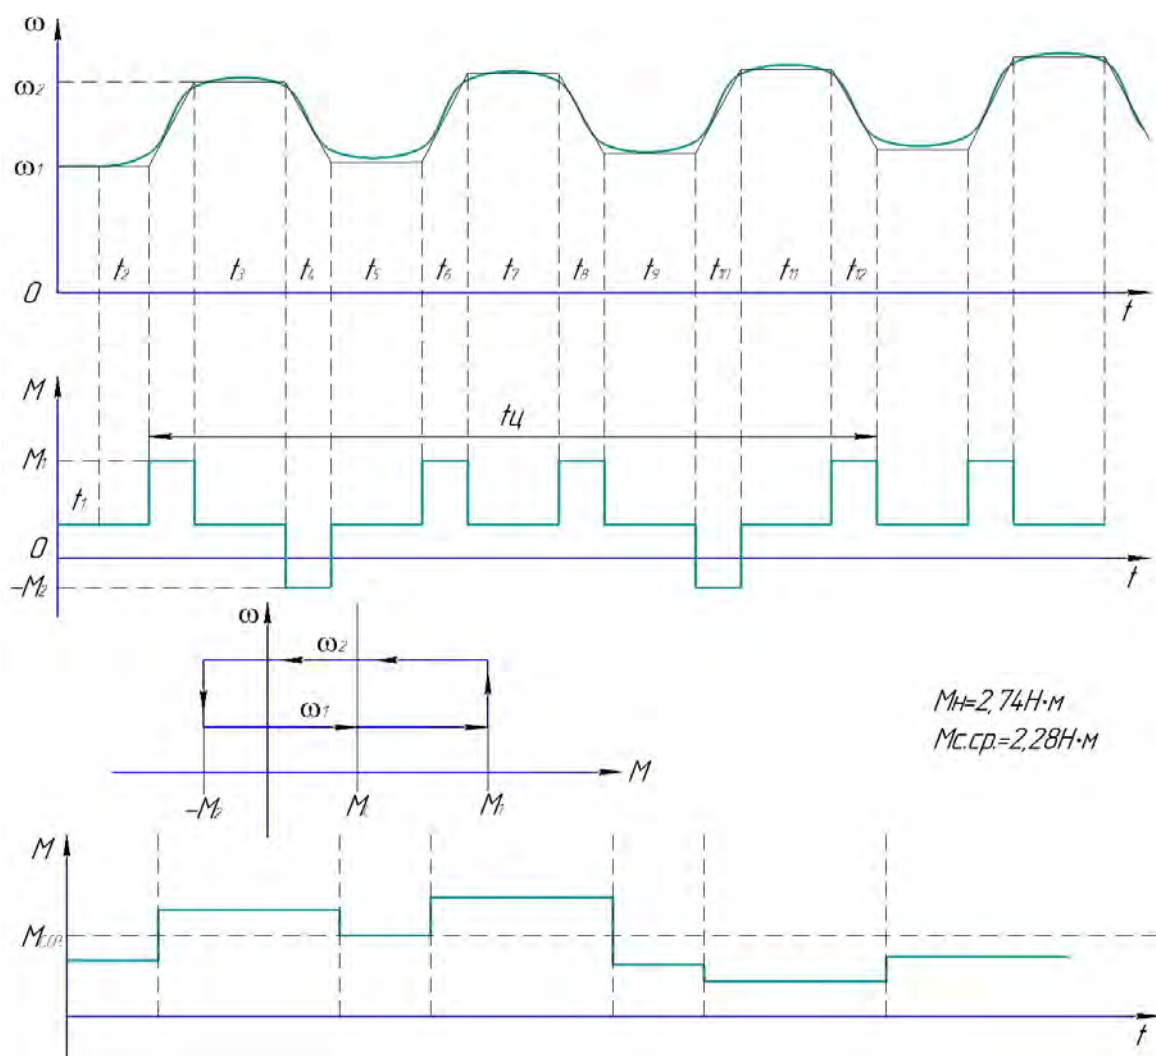 ω
ω2
ω1
t2 t3 t4 t5 t6 t7 t8 t9 t10 t11 t12
0
t
M
tц
M1
t1
0
-M2
t
ω
ω2
ω1
Mн=2,74Н·м
Mс.ср.=2,28Н·м
M
-M2 Mс M1
M
Mс.ср.
t